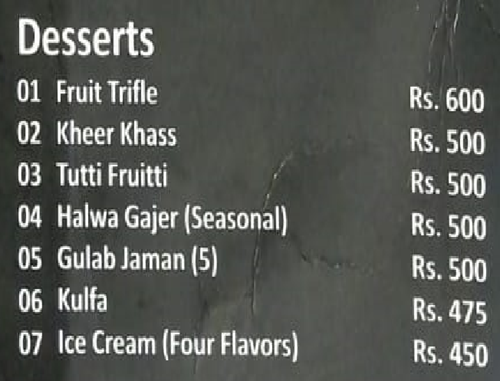 Desserts
01 Fruit Trifle Rs. 600
02 Kheer Khass Rs. 500
03 Tutti Fruitti Rs. 500
04 Halwa Gajer (Seasonal) Rs. 500
05 Gulab Jaman (5) Rs. 500
06 Kulfa Rs. 475
07 Ice Cream (Four Flavors) Rs. 450